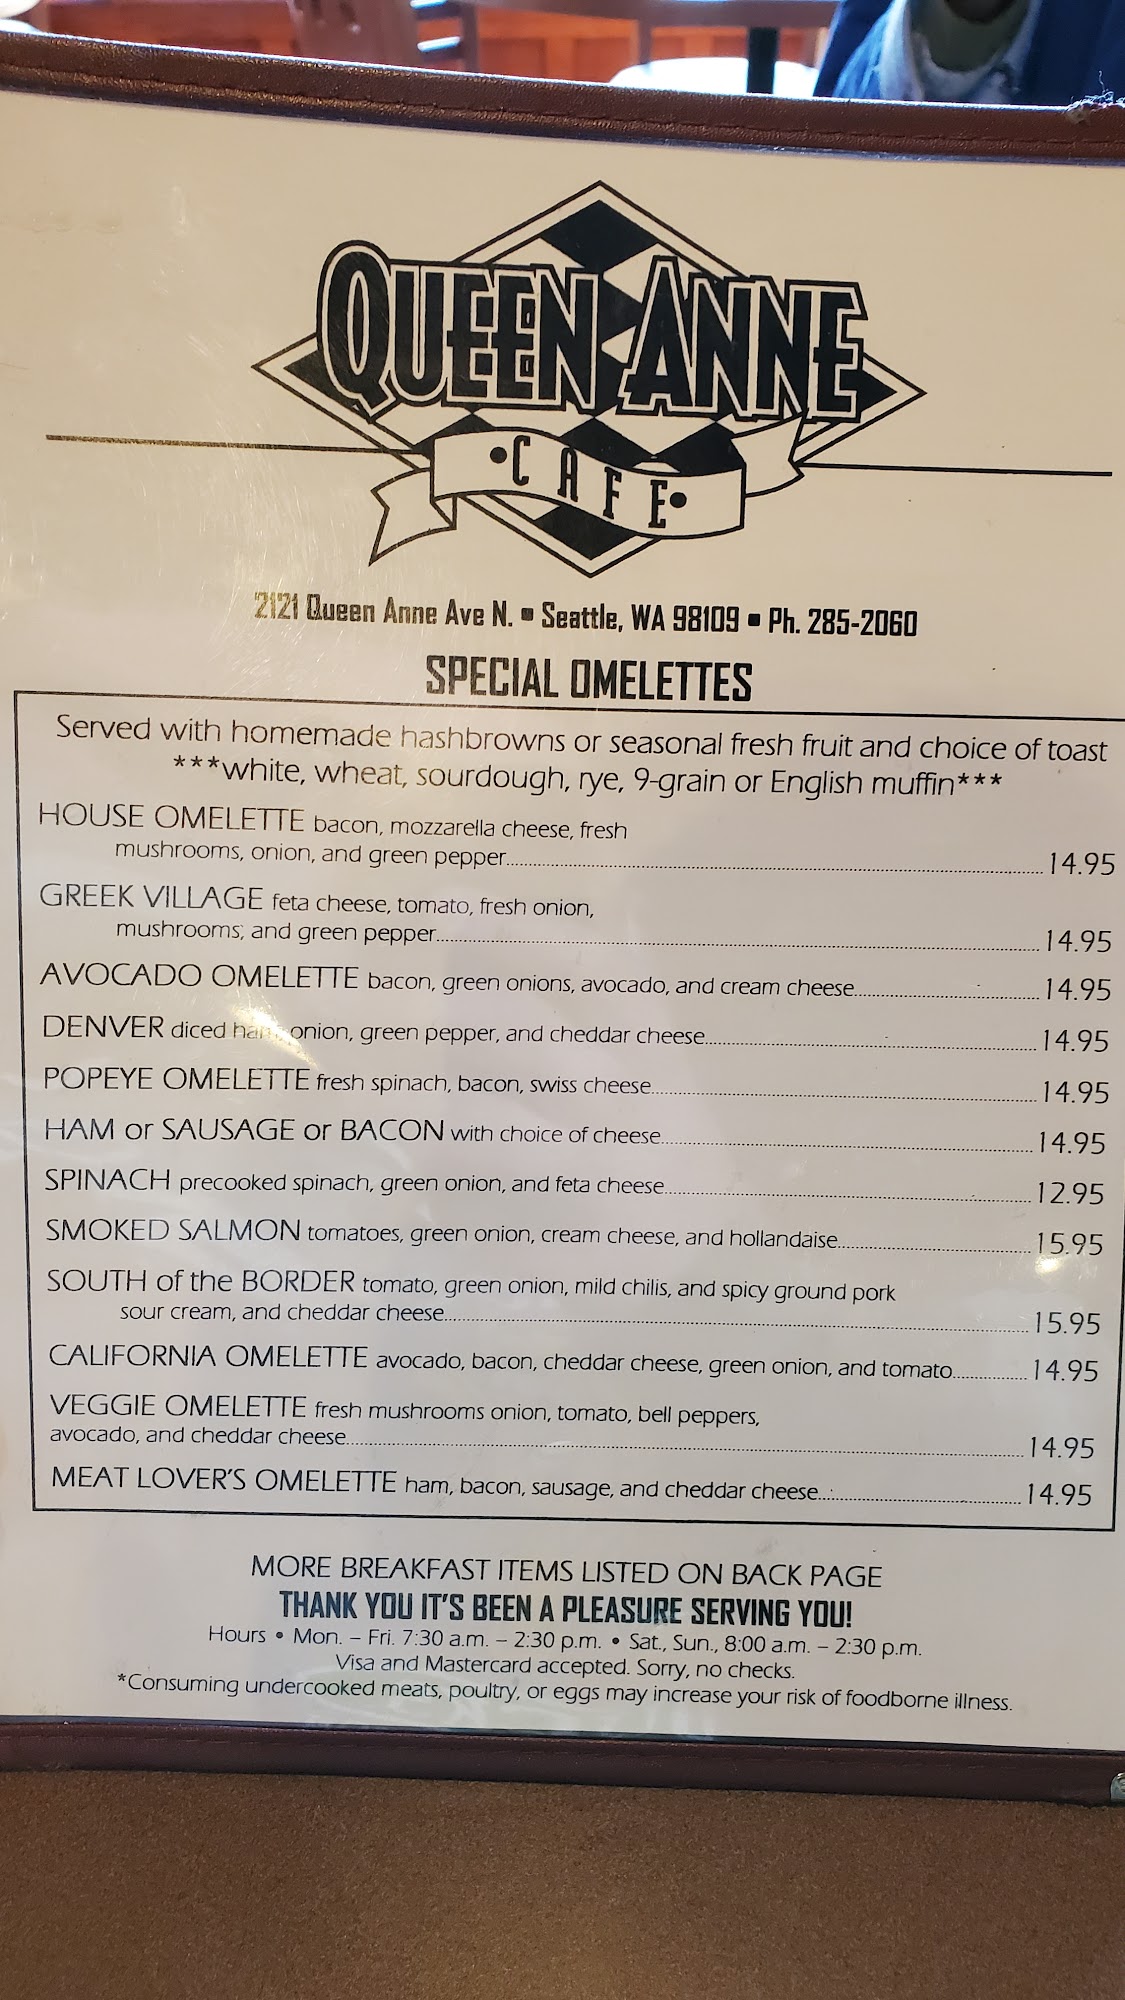 QUEEN ANNE
•CAFE•
2121 Queen Anne Ave N. ▪ Seattle, WA 98109 ▪ Ph. 285-2060
SPECIAL OMELETTES
Served with homemade hashbrowns or seasonal fresh fruit and choice of toast
***white, wheat, sourdough, rye, 9-grain or English muffin***
HOUSE OMELETTE bacon, mozzarella cheese, fresh
mushrooms, onion, and green pepper 14.95
GREEK VILLAGE feta cheese, tomato, fresh onion,
mushrooms, and green pepper 14.95
AVOCADO OMELETTE bacon, green onions, avocado, and cream cheese 14.95
DENVER diced ham, onion, green pepper, and cheddar cheese 14.95
POPEYE OMELETTE fresh spinach, bacon, swiss cheese 14.95
HAM or SAUSAGE or BACON with choice of cheese 14.95
SPINACH precooked spinach, green onion, and feta cheese 12.95
SMOKED SALMON tomatoes, green onion, cream cheese, and hollandaise 15.95
SOUTH of the BORDER tomato, green onion, mild chilis, and spicy ground pork
sour cream, and cheddar cheese 15.95
CALIFORNIA OMELETTE avocado, bacon, cheddar cheese, green onion, and tomato 14.95
VEGGIE OMELETTE fresh mushrooms onion, tomato, bell peppers,
avocado, and cheddar cheese 14.95
MEAT LOVER'S OMELETTE ham, bacon, sausage, and cheddar cheese 14.95
MORE BREAKFAST ITEMS LISTED ON BACK PAGE
THANK YOU IT'S BEEN A PLEASURE SERVING YOU!
Hours • Mon. – Fri. 7:30 a.m. – 2:30 p.m. • Sat., Sun., 8:00 a.m. – 2:30 p.m.
Visa and Mastercard accepted. Sorry, no checks.
*Consuming undercooked meats, poultry, or eggs may increase your risk of foodborne illness.